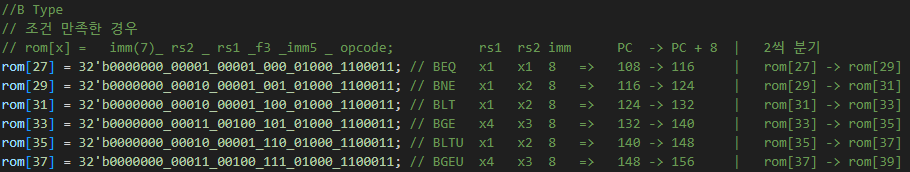 //B Type
// 조건 만족한 경우
// rom[x] =   imm(7)_ rs2 _ rs1 _f3 _imm5 _ opcode;          rs1  rs2 imm      PC  -> PC + 8  |   2씩 분기
rom[27] = 32'b0000000_00001_00001_000_01000_1100011; // BEQ   x1   x1  8   =>   108 -> 116     |   rom[27] -> rom[29]
rom[29] = 32'b0000000_00010_00001_001_01000_1100011; // BNE   x1   x2  8   =>   116 -> 124     |   rom[29] -> rom[31]
rom[31] = 32'b0000000_00010_00001_100_01000_1100011; // BLT   x1   x2  8   =>   124 -> 132     |   rom[31] -> rom[33]
rom[33] = 32'b0000000_00011_00100_101_01000_1100011; // BGE   x4   x3  8   =>   132 -> 140     |   rom[33] -> rom[35]
rom[35] = 32'b0000000_00010_00001_110_01000_1100011; // BLTU  x1   x2  8   =>   140 -> 148     |   rom[35] -> rom[37]
rom[37] = 32'b0000000_00011_00100_111_01000_1100011; // BGEU  x4   x3  8   =>   148 -> 156     |   rom[37] -> rom[39]